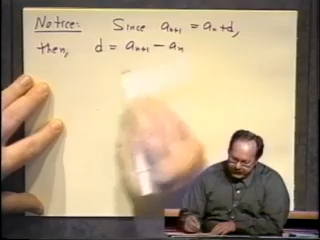 Notice: Since aₙ₊₁ = aₙ + d,
then, d = aₙ₊₁ − aₙ